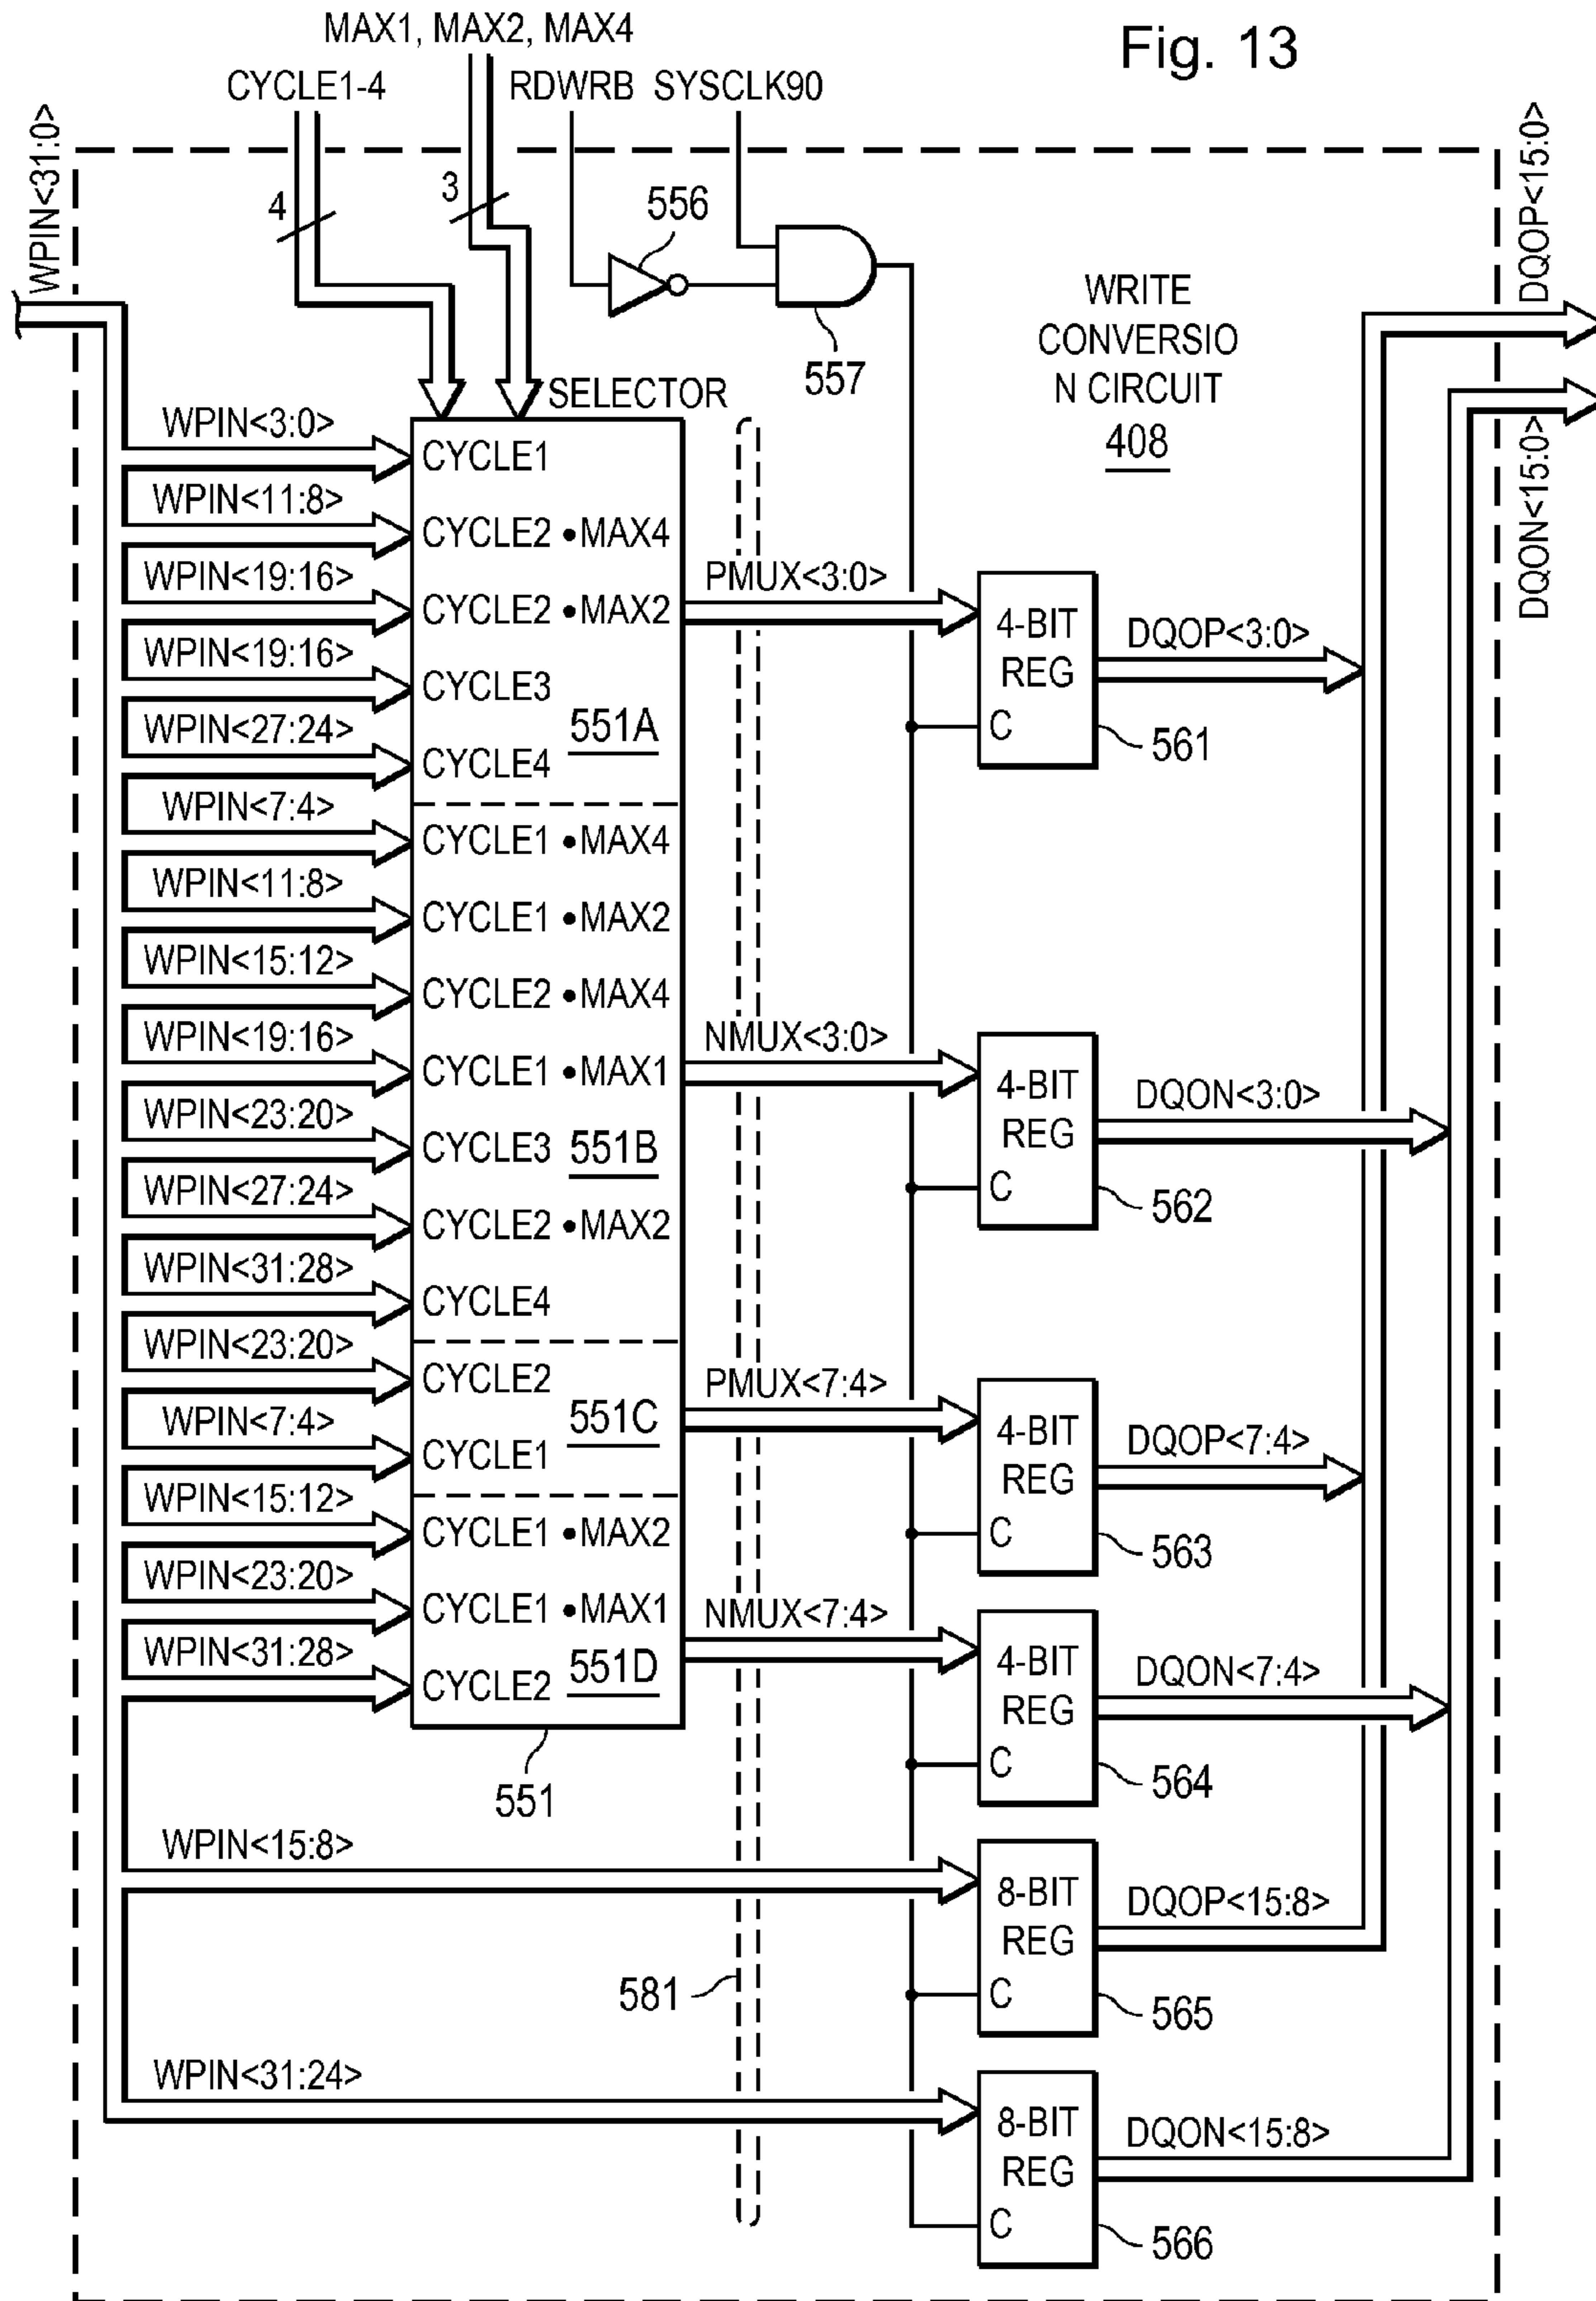 Fig. 13
MAX1, MAX2, MAX4
CYCLE1-4
RDWRB
SYSCLK90
WPIN<31:0>
DQOP<15:0>
DQON<15:0>
4
3
556
557
WRITE
CONVERSIO
N CIRCUIT
408
SELECTOR
WPIN<3:0>
CYCLE1
WPIN<11:8>
CYCLE2 •MAX4
WPIN<19:16>
CYCLE2 •MAX2
WPIN<19:16>
CYCLE3
WPIN<27:24>
CYCLE4
551A
WPIN<7:4>
CYCLE1 •MAX4
WPIN<11:8>
CYCLE1 •MAX2
WPIN<15:12>
CYCLE2 •MAX4
WPIN<19:16>
CYCLE1 •MAX1
WPIN<23:20>
CYCLE3
551B
WPIN<27:24>
CYCLE2 •MAX2
WPIN<31:28>
CYCLE4
WPIN<23:20>
CYCLE2
551C
WPIN<7:4>
CYCLE1
WPIN<15:12>
CYCLE1 •MAX2
WPIN<23:20>
CYCLE1 •MAX1
WPIN<31:28>
CYCLE2
551D
551
WPIN<15:8>
WPIN<31:24>
581
PMUX<3:0>
4-BIT
REG
C
561
DQOP<3:0>
NMUX<3:0>
4-BIT
REG
C
562
DQON<3:0>
PMUX<7:4>
4-BIT
REG
C
563
DQOP<7:4>
NMUX<7:4>
4-BIT
REG
C
564
DQON<7:4>
8-BIT
REG
C
565
DQOP<15:8>
8-BIT
REG
C
566
DQON<15:8>